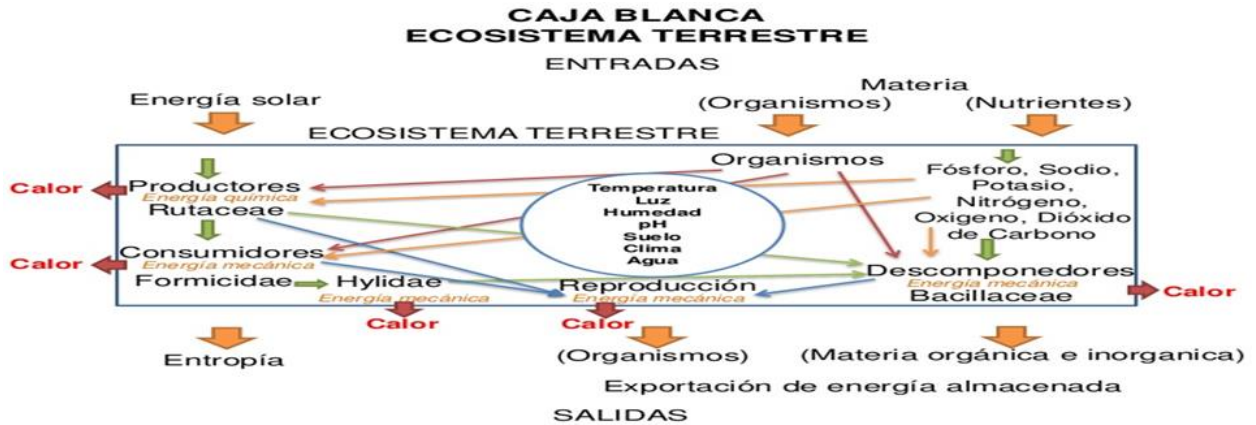 CAJA BLANCA
ECOSISTEMA TERRESTRE
ENTRADAS
Energía solar
Materia
(Organismos)
(Nutrientes)
ECOSISTEMA TERRESTRE
Calor
Productores
Energía química
Rutaceae
Organismos
Fósforo, Sodio,
Potasio,
Nitrógeno,
Oxigeno, Dióxido
de Carbono
Temperatura
Luz
Humedad
pH
Suelo
Clima
Agua
Calor
Consumidores
Energía mecánica
Formicidae
Hylidae
Energía mecánica
Calor
Reproducción
Energía mecánica
Calor
Descomponedores
Energía mecánica
Bacillaceae
Calor
Entropía
(Organismos)
(Materia orgánica e inorganica)
Exportación de energía almacenada
SALIDAS